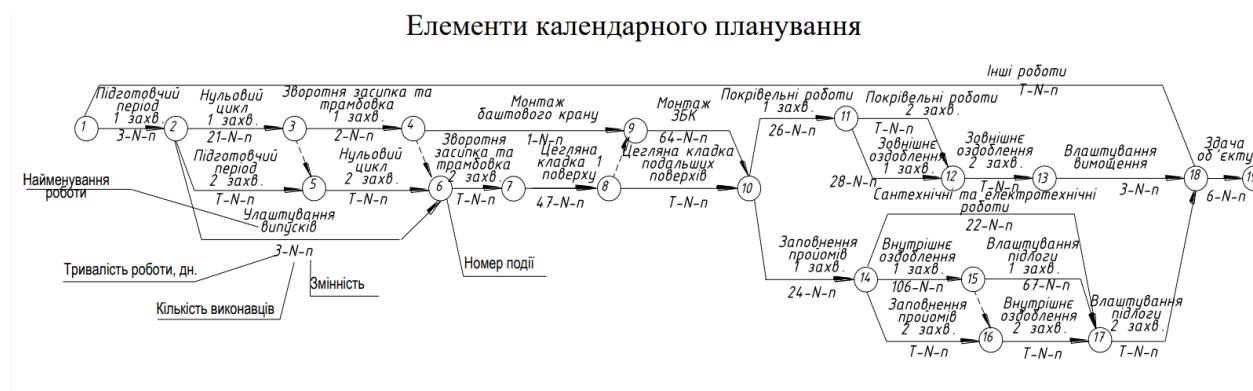 Елементи календарного планування
Інші роботи
Т-N-n
Підготовчий
період
1 захв.
3-N-n
Нульовий
цикл
1 захв.
21-N-n
Зворотня засипка та
трамбовка
1 захв.
2-N-n
Монтаж
баштового крану
1-N-n
Монтаж
ЗБК
64-N-n
Покрівельні роботи
1 захв.
26-N-n
Покрівельні роботи
2 захв.
Т-N-n
1
2
3
4
9
11
Підготовчий
період
2 захв.
Т-N-n
Нульовий
цикл
2 захв.
Т-N-n
Зворотня
засипка та
трамбовка
2 захв.
Т-N-n
Цегляна
кладка 1
поверху
47-N-n
Цегляна кладка
подальших
поверхів
Т-N-n
Зовнішнє
оздоблення
1 захв.
28-N-n
Зовнішнє
оздоблення
2 захв.
Т-N-n
Влаштування
вимощення
3-N-n
Здача
об'єкту
6-N-n
5
6
7
8
10
12
13
18
19
Найменування
роботи
Улаштування
випусків
3-N-n
Тривалість роботи, дн.
Змінність
Кількість виконавців
Номер події
Сантехнічні та електротехнічні
роботи
22-N-n
Заповнення
пройомів
1 захв.
24-N-n
Внутрішнє
оздоблення
1 захв.
106-N-n
Влаштування
підлоги
1 захв.
67-N-n
14
15
Заповнення
пройомів
2 захв.
Т-N-n
Внутрішнє
оздоблення
2 захв.
Т-N-n
Влаштування
підлоги
2 захв.
Т-N-n
16
17